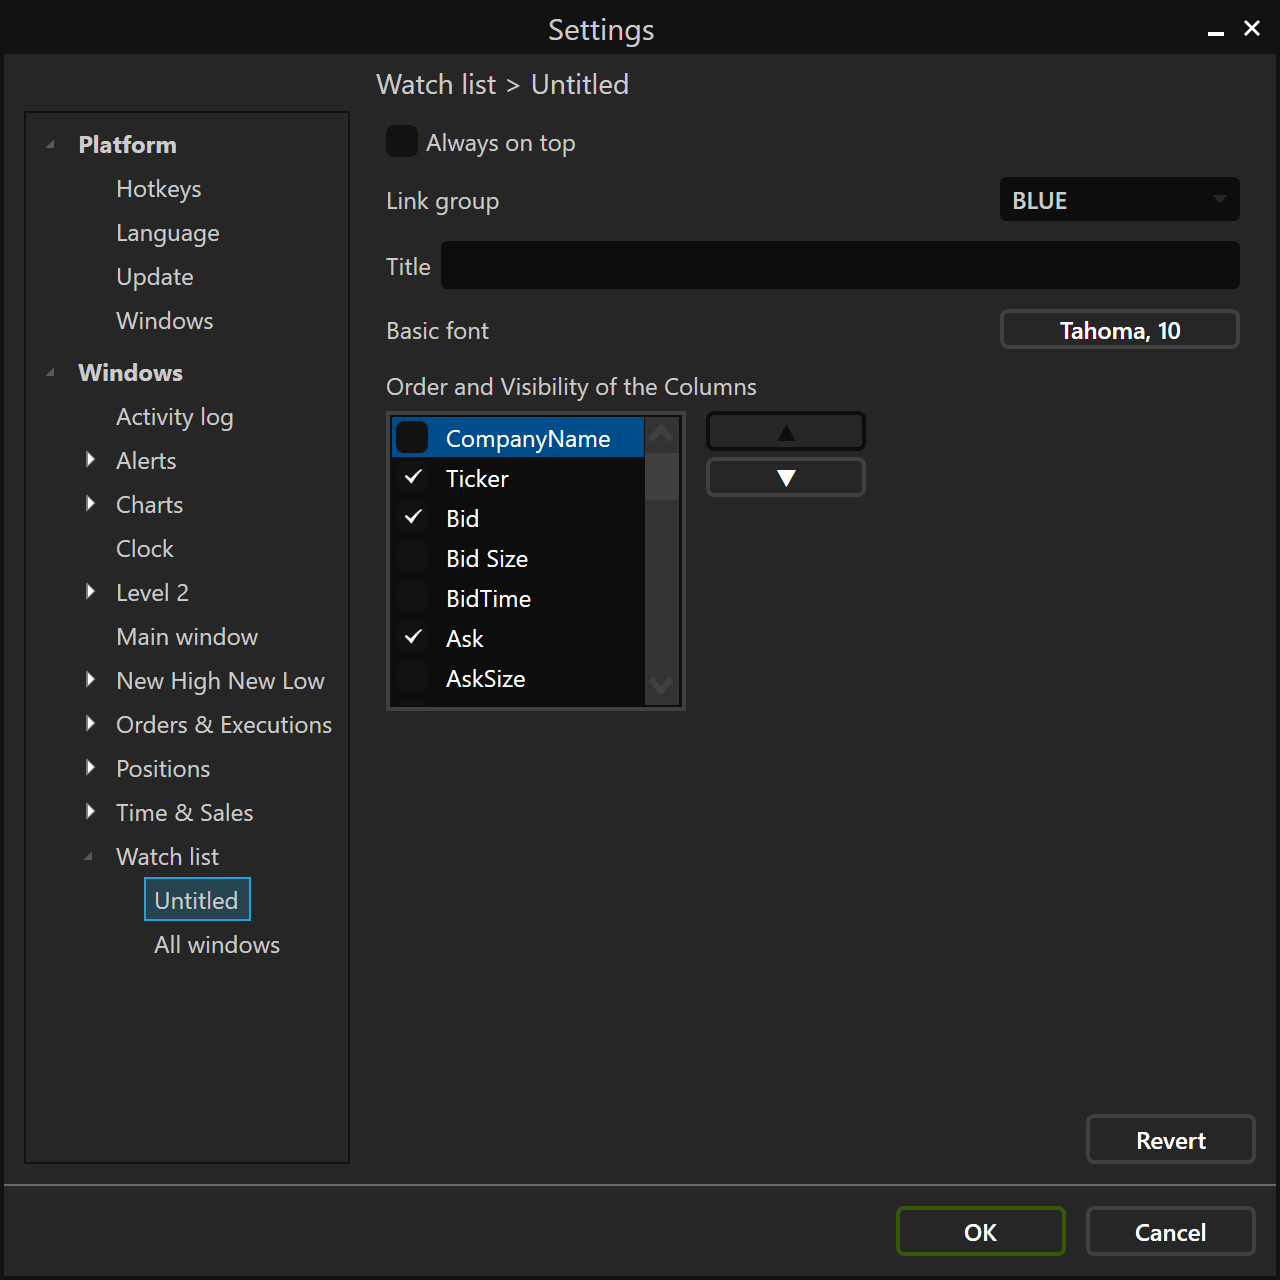 Settings
Watch list > Untitled
Platform
Hotkeys
Language
Update
Windows
Windows
Activity log
Alerts
Charts
Clock
Level 2
Main window
New High New Low
Orders & Executions
Positions
Time & Sales
Watch list
Untitled
All windows
Always on top
Link group
BLUE
Title
Basic font
Tahoma, 10
Order and Visibility of the Columns
CompanyName
Ticker
Bid
Bid Size
BidTime
Ask
AskSize
Revert
OK
Cancel